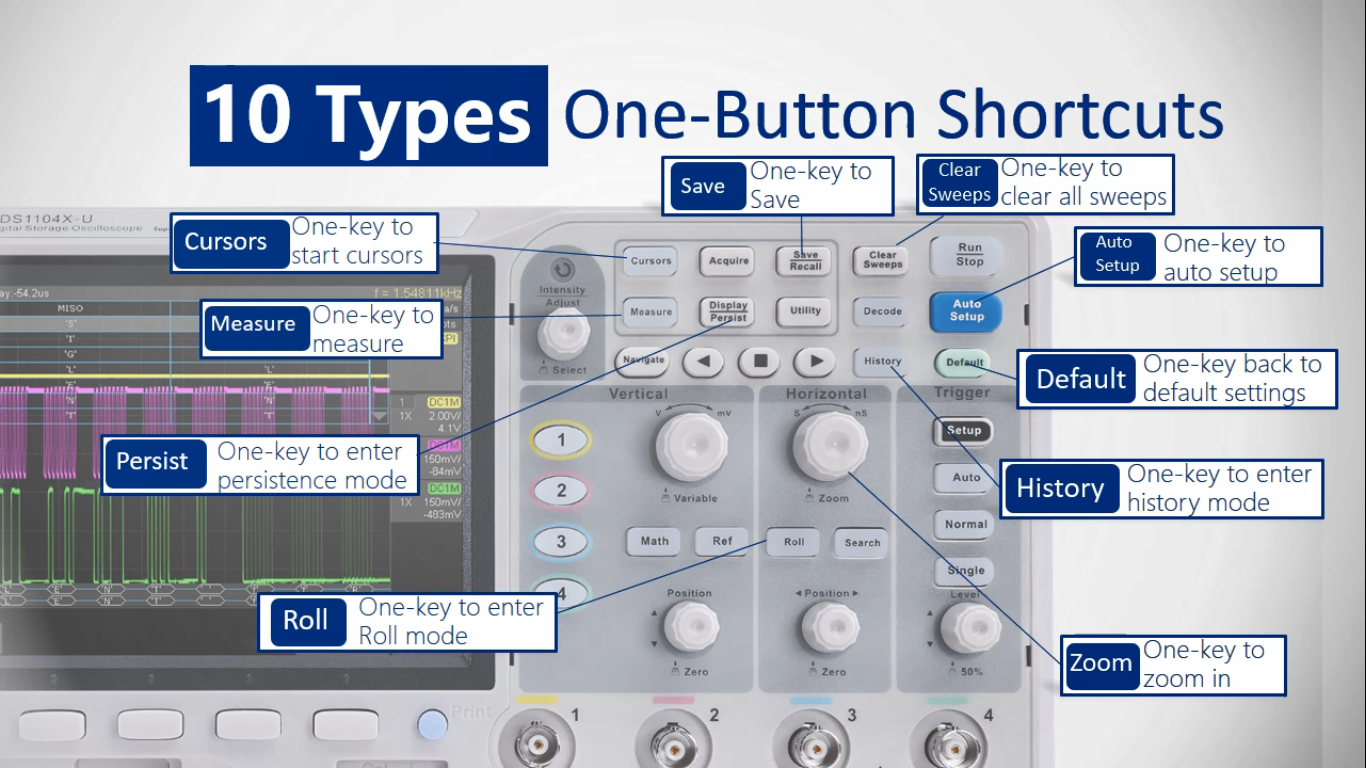 10 Types One-Button Shortcuts
Save
One-key to
Save
Clear
Sweeps
One-key to
clear all sweeps
DS1104X-U
gital Storage Oscilloscope
Cursors
One-key to
start cursors
Auto
Setup
One-key to
auto setup
Measure
One-key to
measure
Default
One-key back to
default settings
Persist
One-key to enter
persistence mode
History
One-key to enter
history mode
Roll
One-key to enter
Roll mode
Zoom
One-key to
zoom in
ay:-54.2us
f = 1.54811kHz
MISO
'S'
'T'
'G'
'L'
'E'
'N'
'T'
1 DC1M
1X 2.00V/
4.1V
DC1M
150mV/
-84mV
DC1M
1X 150mV/
-483mV
Intensity
Adjust
Select
Cursors
Acquire
Save
Recall
Clear
Sweeps
Run
Stop
Measure
Display
Persist
Utility
Decode
Auto
Setup
Navigate
History
Default
Vertical
Horizontal
Trigger
V mV
S nS
Setup
1
Variable
Zoom
Auto
2
Normal
3
Math
Ref
Roll
Search
Single
4
Position
Position
Level
Zero
Zero
50%
Print
1
2
3
4